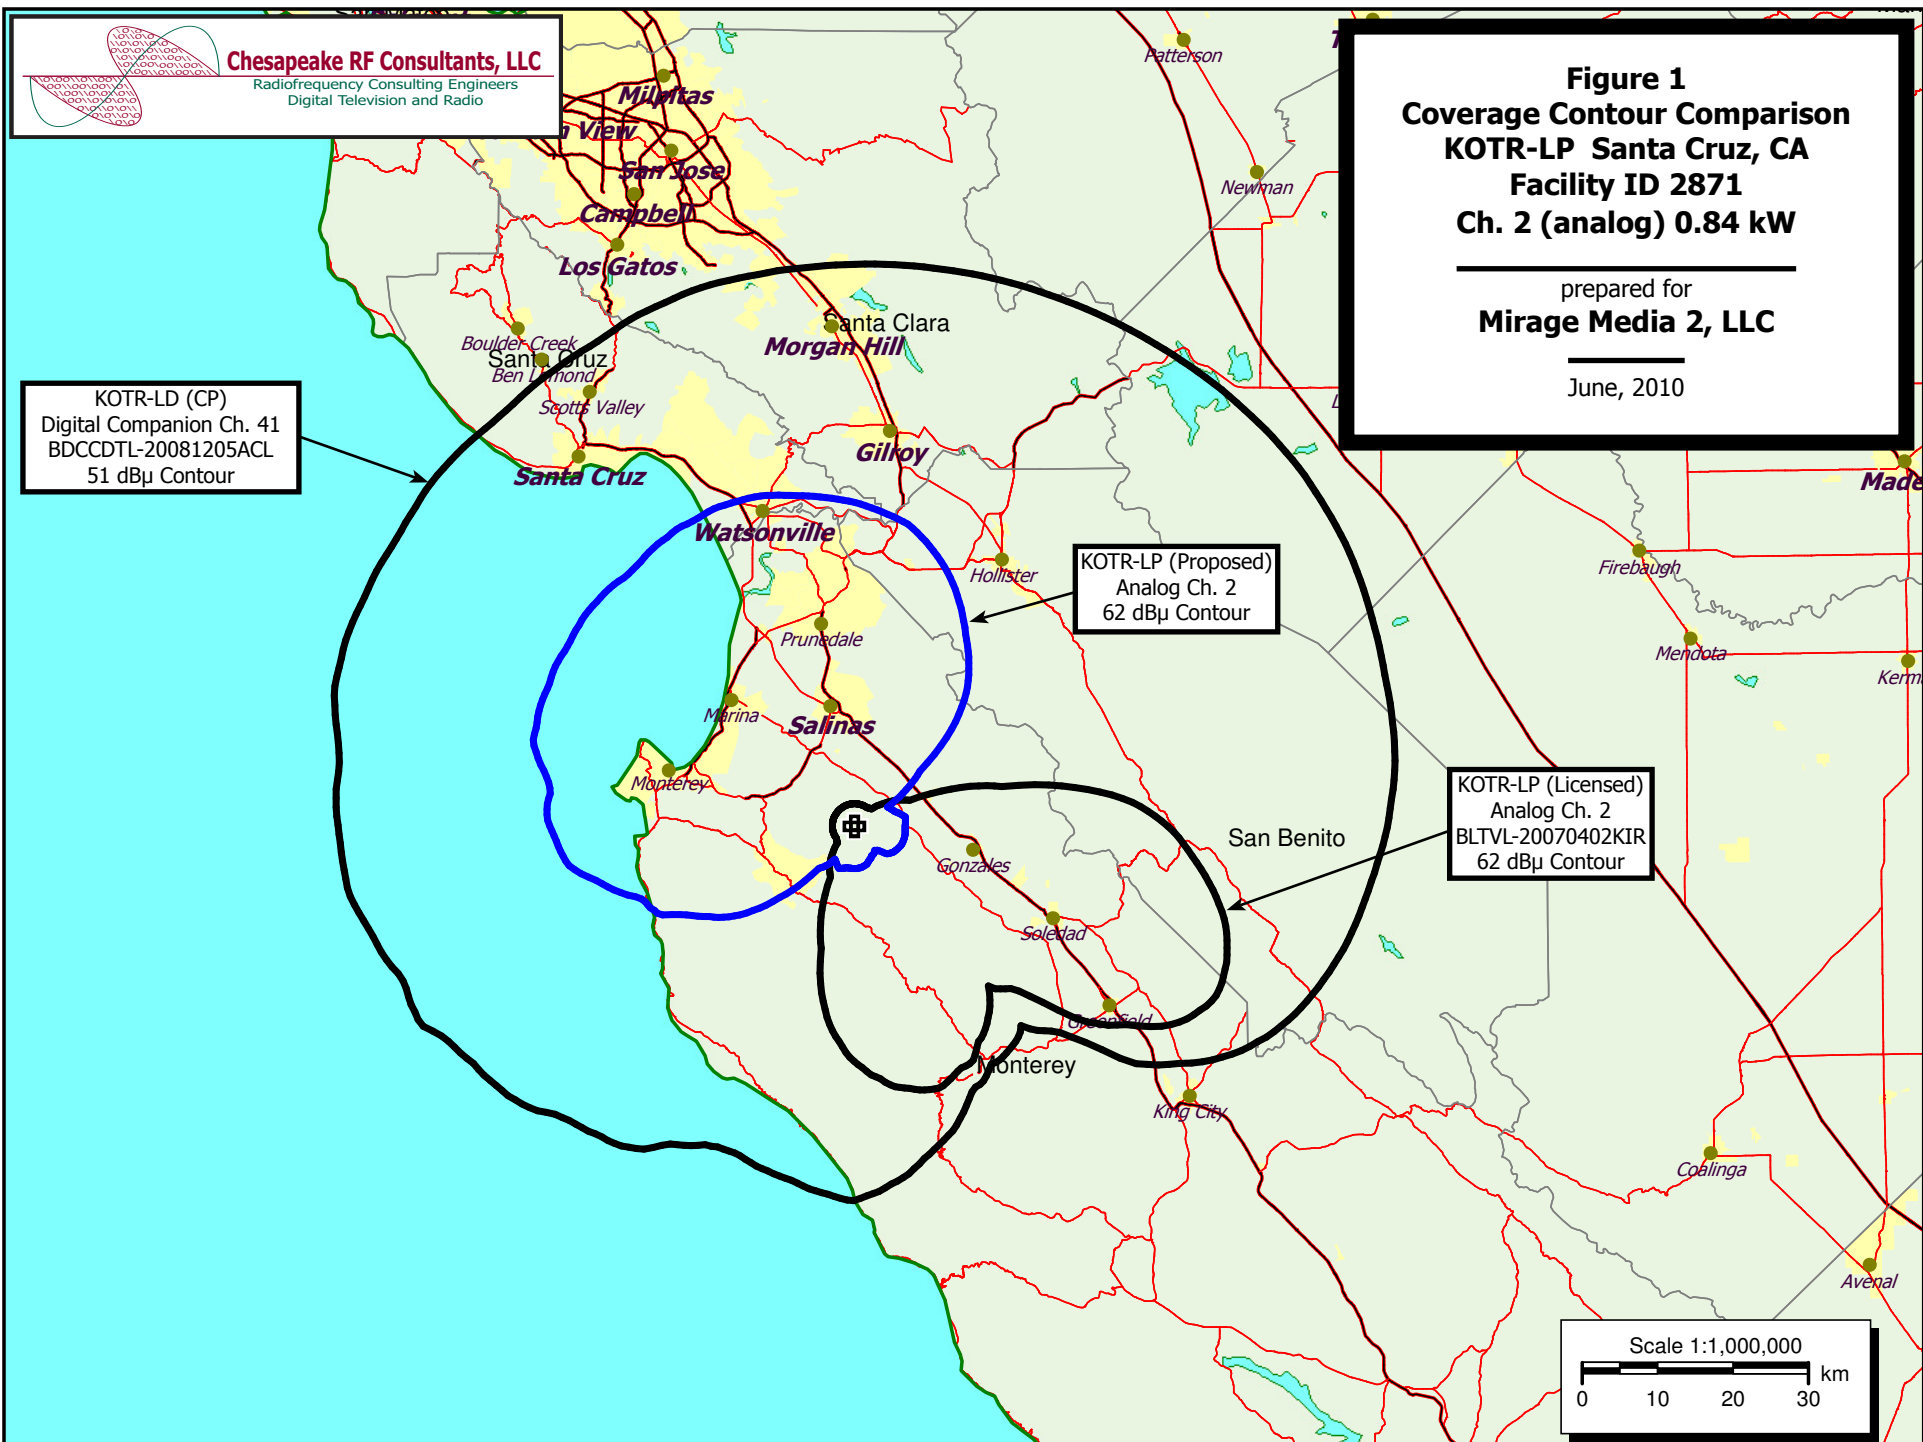 Chesapeake RF Consultants, LLC
Radiofrequency Consulting Engineers
Digital Television and Radio
Figure 1
Coverage Contour Comparison
KOTR-LP Santa Cruz, CA
Facility ID 2871
Ch. 2 (analog) 0.84 kW
prepared for
Mirage Media 2, LLC
June, 2010
Patterson
Newman
Milpitas
n View
San Jose
Campbell
Los Gatos
Santa Clara
Morgan Hill
Boulder Creek
Santa Cruz
Ben Lomond
Scotts Valley
Santa Cruz
Gilroy
KOTR-LD (CP)
Digital Companion Ch. 41
BDCCDTL-20081205ACL
51 dBµ Contour
Made
Watsonville
Hollister
KOTR-LP (Proposed)
Analog Ch. 2
62 dBµ Contour
Firebaugh
Prunedale
Mendota
Kerm
Marina
Salinas
Monterey
KOTR-LP (Licensed)
Analog Ch. 2
BLTVL-20070402KIR
62 dBµ Contour
San Benito
Gonzales
Soledad
Greenfield
Monterey
King City
Coalinga
Avenal
Scale 1:1,000,000
km
0 10 20 30